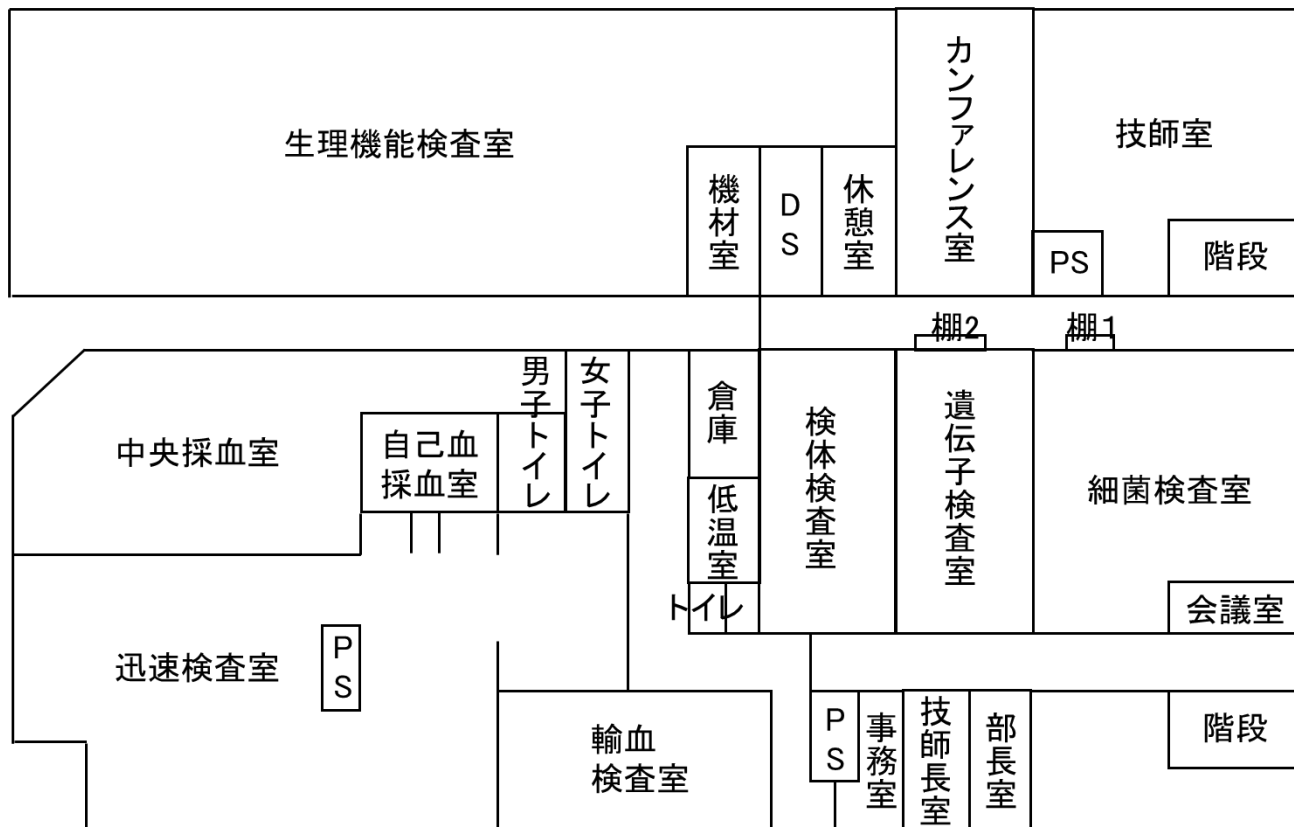 生理機能検査室
機材室
DS
休憩室
カンファレンス室
技師室
PS
階段
棚2
棚1
中央採血室
自己血
採血室
男子トイレ
女子トイレ
倉庫
低温室
トイレ
検体検査室
遺伝子検査室
細菌検査室
会議室
迅速検査室
PS
輸血
検査室
PS
事務室
技師長室
部長室
階段